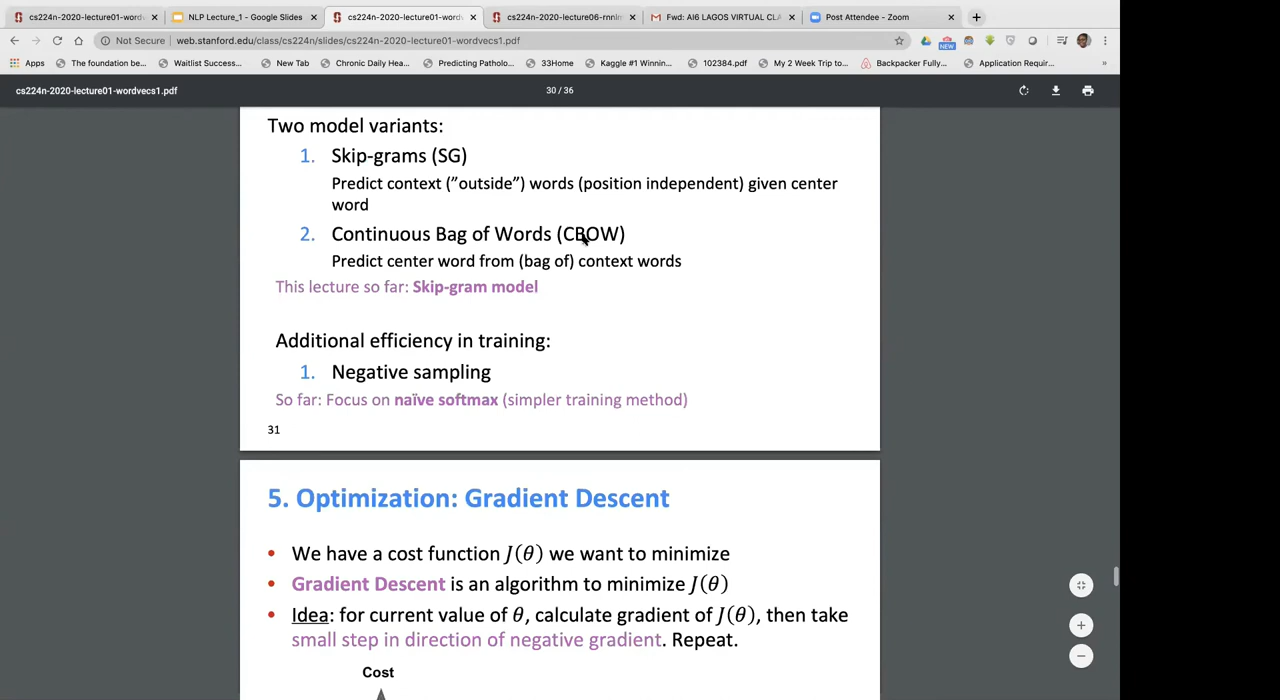 cs224n-2020-lecture01-word
NLP Lecture_1 - Google Slides
cs224n-2020-lecture01-wordv
cs224n-2020-lecture06-rnnlm
Fwd: AI6 LAGOS VIRTUAL CLA
Post Attendee - Zoom
Not Secure web.stanford.edu/class/cs224n/slides/cs224n-2020-lecture01-wordvecs1.pdf
NEW
Apps The foundation be... Waitlist Success... New Tab Chronic Daily Hea... Predicting Patholo... 33Home Kaggle #1 Winnin... 102384.pdf My 2 Week Trip to... Backpacker Fully... Application Requir... »
cs224n-2020-lecture01-wordvecs1.pdf 30 / 36
Two model variants:
1. Skip-grams (SG)
Predict context (”outside”) words (position independent) given center
word
2. Continuous Bag of Words (CBOW)
Predict center word from (bag of) context words
This lecture so far: Skip-gram model
Additional efficiency in training:
1. Negative sampling
So far: Focus on naïve softmax (simpler training method)
31
5. Optimization: Gradient Descent
• We have a cost function J(θ) we want to minimize
• Gradient Descent is an algorithm to minimize J(θ)
• Idea: for current value of θ, calculate gradient of J(θ), then take
small step in direction of negative gradient. Repeat.
Cost